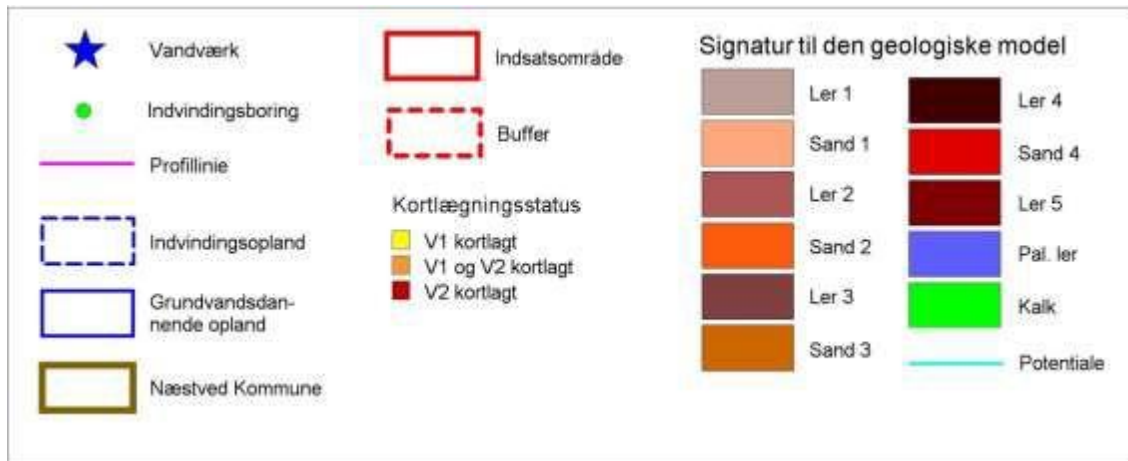 Vandværk
Indvindingsboring
Profillinie
Indvindingsopland
Grundvandsdan-
nende opland
Næstved Kommune
Indsatsområde
Buffer
Kortlægningsstatus
V1 kortlagt
V1 og V2 kortlagt
V2 kortlagt
Signatur til den geologiske model
Ler 1
Sand 1
Ler 2
Sand 2
Ler 3
Sand 3
Ler 4
Sand 4
Ler 5
Pal. ler
Kalk
Potentiale